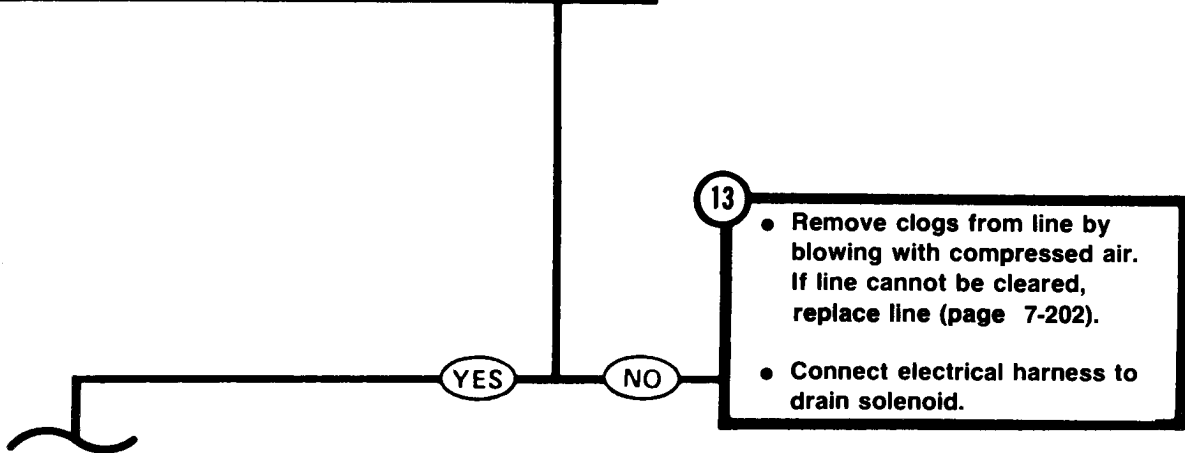 13
● Remove clogs from line by
blowing with compressed air.
If line cannot be cleared,
replace line (page 7-202).
● Connect electrical harness to
drain solenoid.
YES
NO